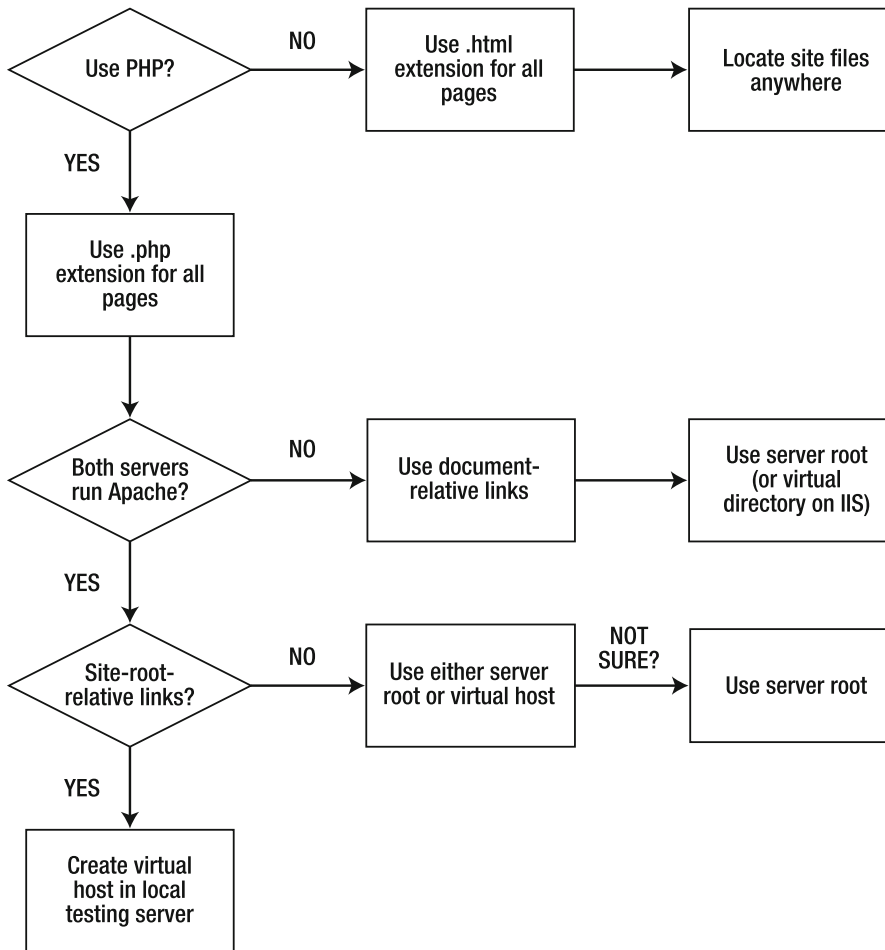 Use PHP?
NO
Use .html
extension for all
pages
Locate site files
anywhere
YES
Use .php
extension for all
pages
Both servers
run Apache?
NO
Use document-
relative links
Use server root
(or virtual
directory on IIS)
YES
Site-root-
relative links?
NO
Use either server
root or virtual host
NOT
SURE?
Use server root
YES
Create virtual
host in local
testing server